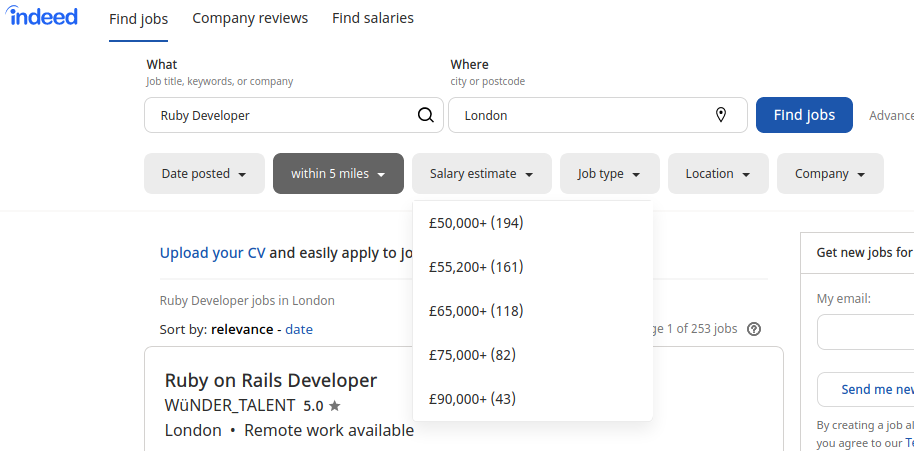 indeed
Find jobs Company reviews Find salaries
What
Job title, keywords, or company
Where
city or postcode
Ruby Developer
London
Find Jobs
Advance
Date posted
within 5 miles
Salary estimate
Job type
Location
Company
£50,000+ (194)
£55,200+ (161)
£65,000+ (118)
£75,000+ (82)
£90,000+ (43)
Upload your CV and easily apply to jo
Ruby Developer jobs in London
Sort by: relevance - date
ge 1 of 253 jobs
Ruby on Rails Developer
WüNDER_TALENT 5.0
London • Remote work available
Get new jobs for
My email:
Send me new
By creating a job al
you agree to our Te